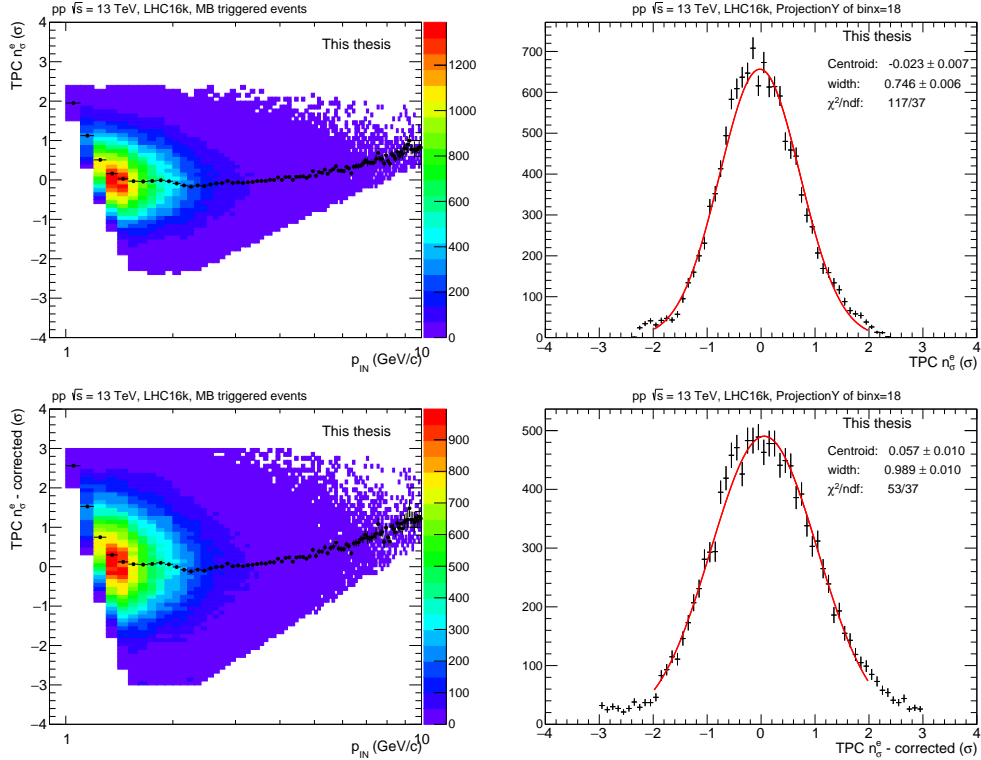 pp √s = 13 TeV, LHC16k, MB triggered events
This thesis
TPC nσe (σ)
4
3
2
1
0
−1
−2
−3
−4
1
10
pIN (GeV/c)
1200
1000
800
600
400
200
0
pp √s = 13 TeV, LHC16k, ProjectionY of binx=18
This thesis
Centroid: -0.023 ± 0.007
width: 0.746 ± 0.006
χ²/ndf: 117/37
700
600
500
400
300
200
100
0
−4 −3 −2 −1 0 1 2 3 4
TPC nσe (σ)
pp √s = 13 TeV, LHC16k, MB triggered events
This thesis
TPC nσe - corrected (σ)
4
3
2
1
0
−1
−2
−3
−4
1
10
pIN (GeV/c)
900
800
700
600
500
400
300
200
100
0
pp √s = 13 TeV, LHC16k, ProjectionY of binx=18
This thesis
Centroid: 0.057 ± 0.010
width: 0.989 ± 0.010
χ²/ndf: 53/37
500
400
300
200
100
0
−4 −3 −2 −1 0 1 2 3 4
TPC nσe - corrected (σ)